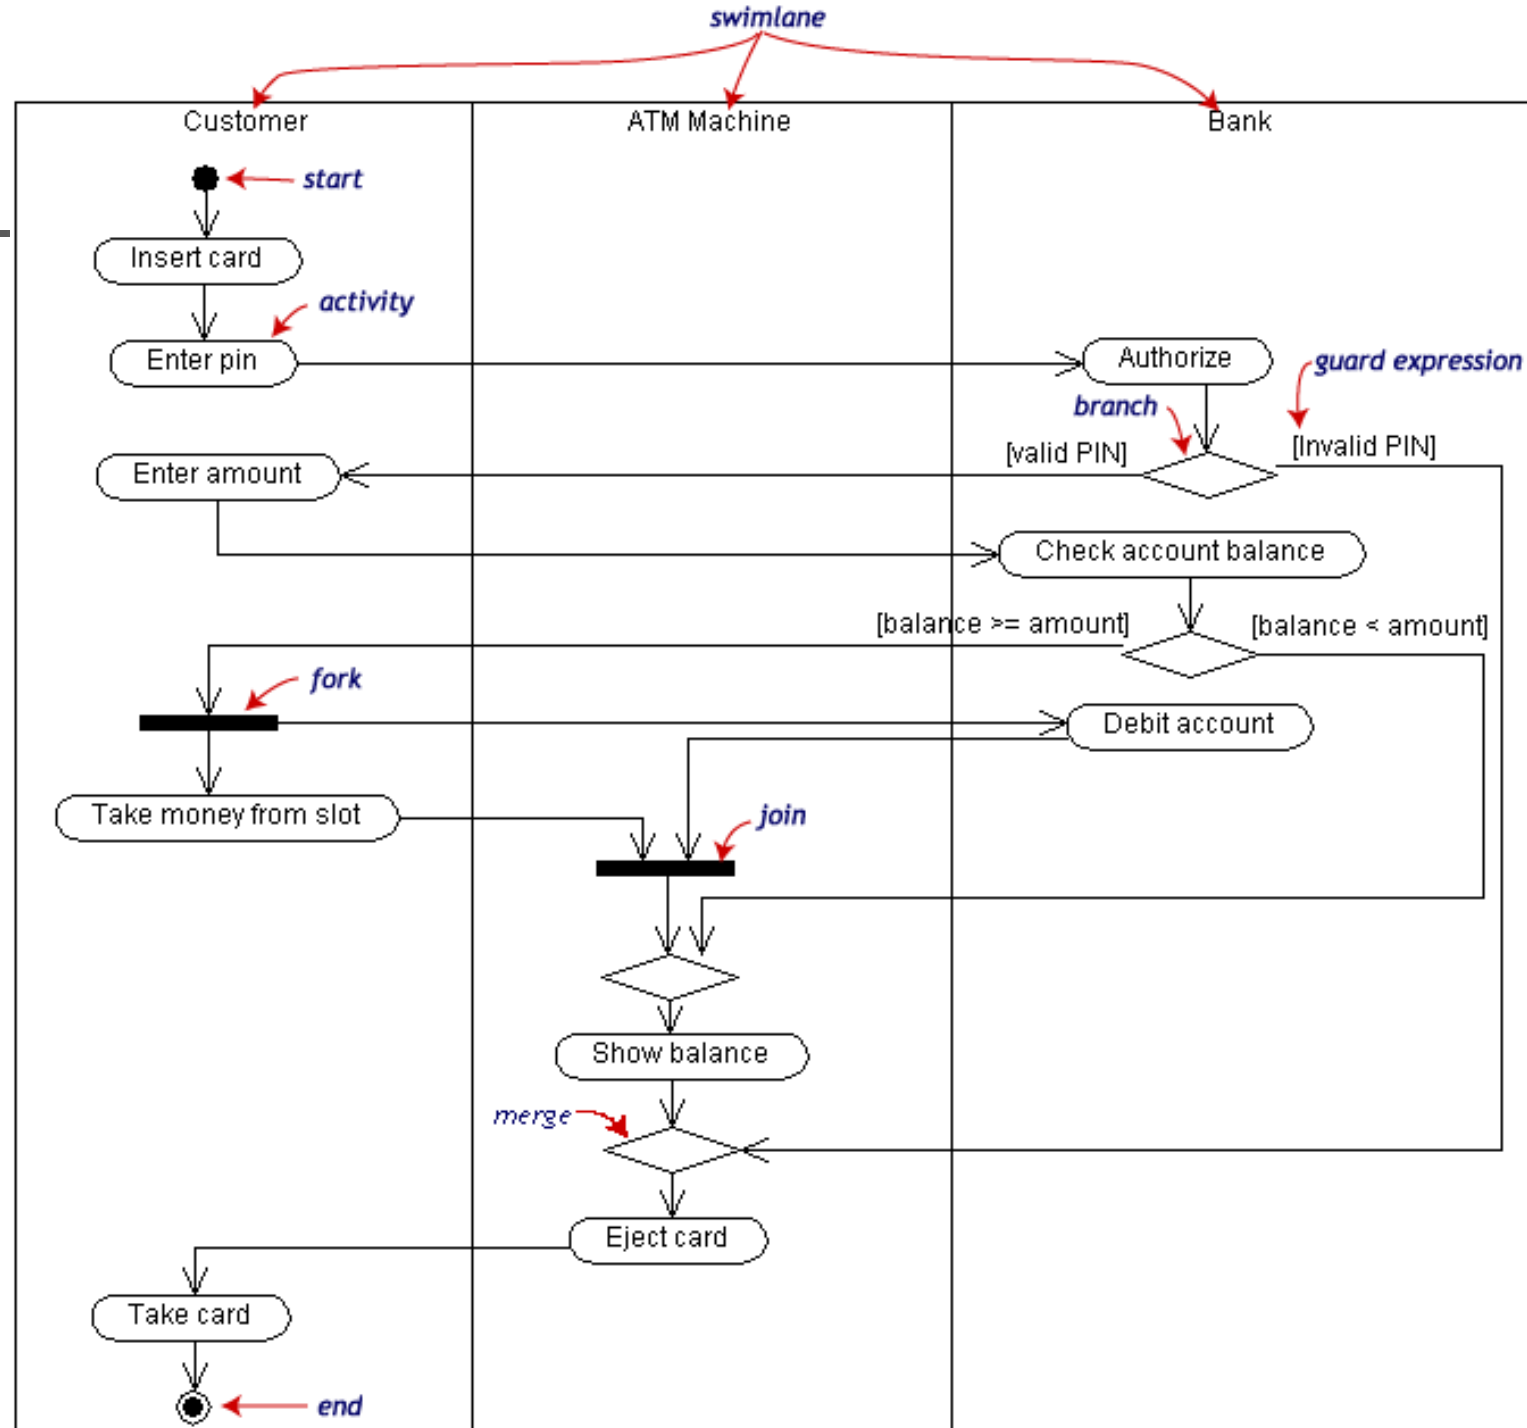 swimlane
Customer
ATM Machine
Bank
start
Insert card
activity
Enter pin
Authorize
guard expression
branch
[valid PIN]
[Invalid PIN]
Enter amount
Check account balance
[balance >= amount]
[balance < amount]
fork
Debit account
Take money from slot
join
Show balance
merge
Eject card
Take card
end